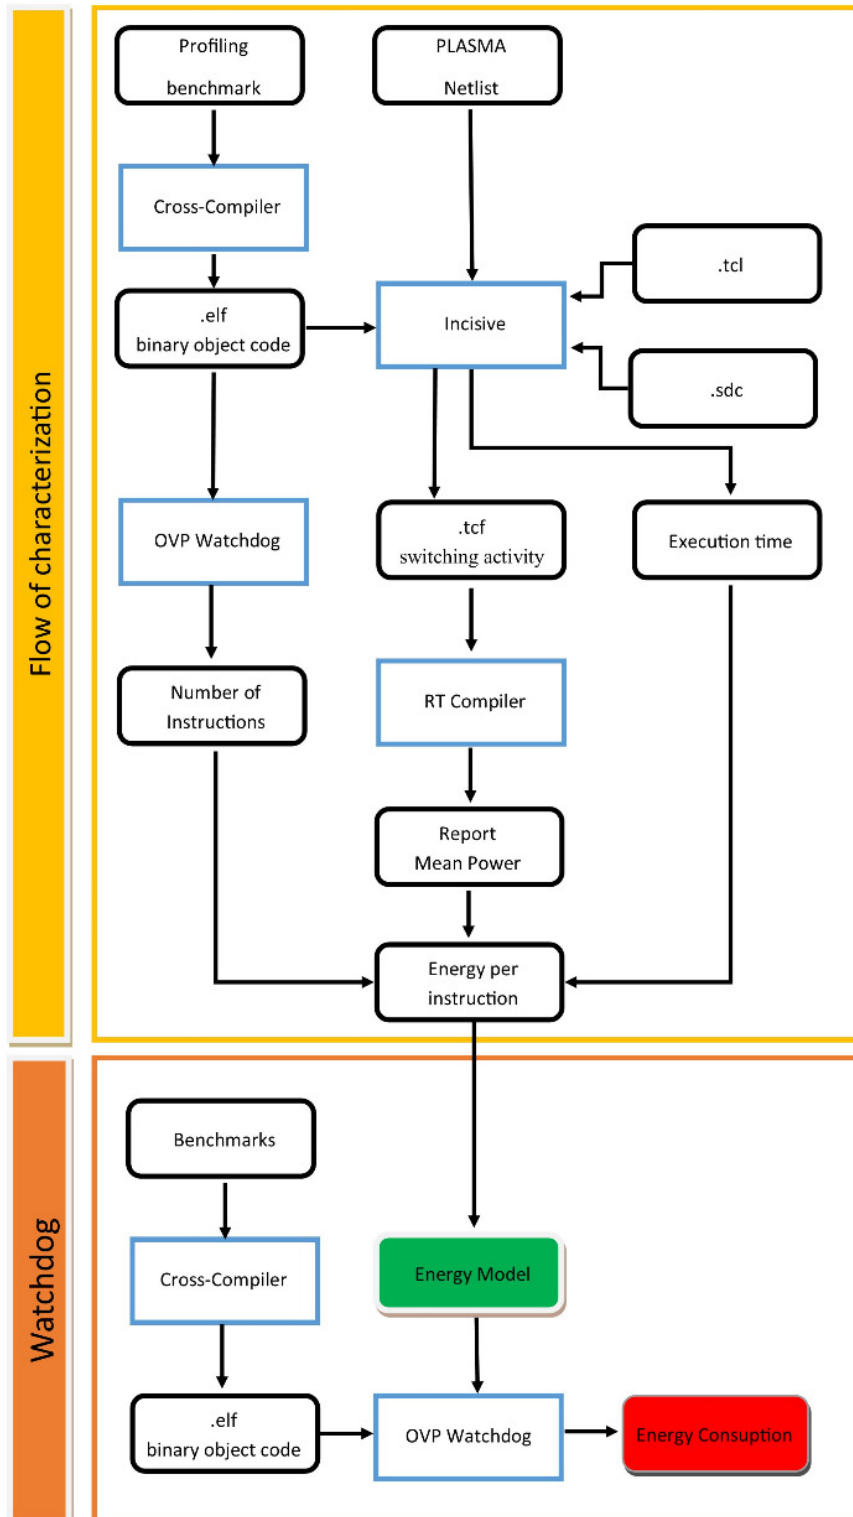 Flow of characterization
Profiling
benchmark
PLASMA
Netlist
Cross-Compiler
.tcl
.elf
binary object code
Incisive
.sdc
OVP Watchdog
.tcf
switching activity
Execution time
Number of
Instructions
RT Compiler
Report
Mean Power
Energy per
instruction
Watchdog
Benchmarks
Cross-Compiler
Energy Model
.elf
binary object code
OVP Watchdog
Energy Consuption